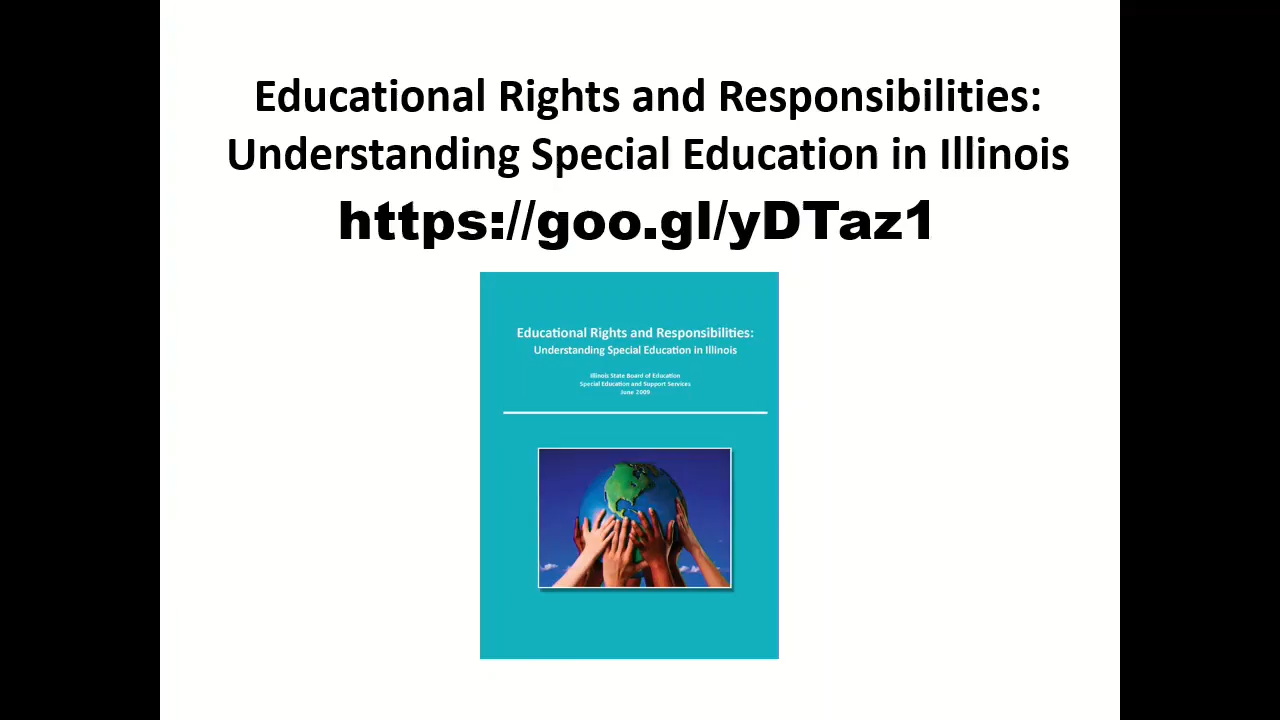 Educational Rights and Responsibilities:
Understanding Special Education in Illinois
https://goo.gl/yDTaz1
Educational Rights and Responsibilities:
Understanding Special Education in Illinois
Illinois State Board of Education
Special Education and Support Services
June 2009